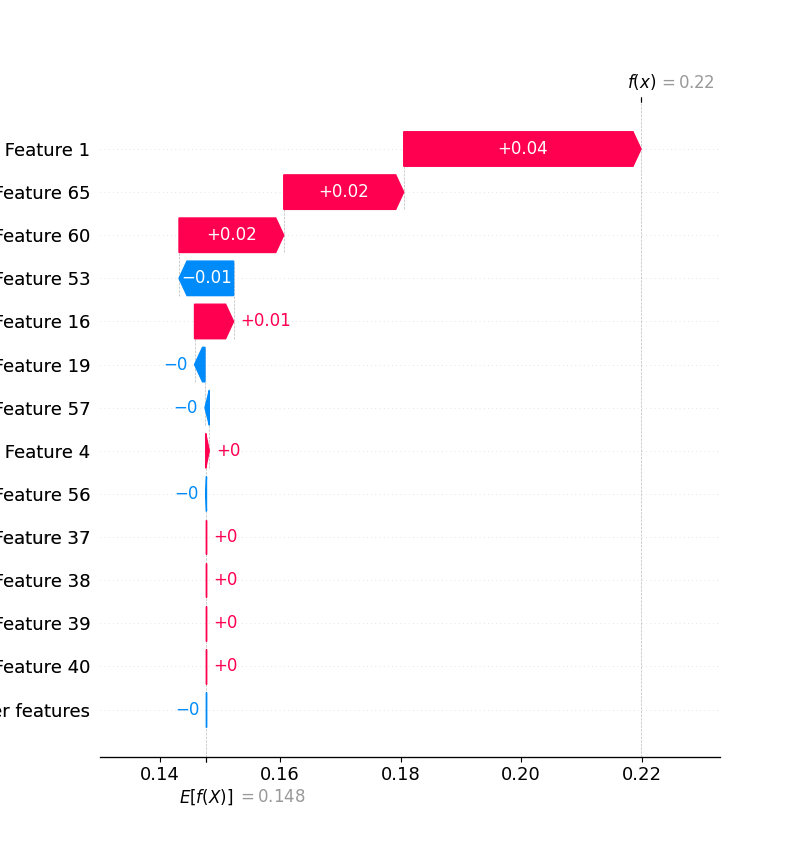 f(x) = 0.22
Feature 1 +0.04
Feature 65 +0.02
Feature 60 +0.02
Feature 53 −0.01
Feature 16 +0.01
Feature 19 −0
Feature 57 −0
Feature 4 +0
Feature 56 −0
Feature 37 +0
Feature 38 +0
Feature 39 +0
Feature 40 +0
features −0
0.14 0.16 0.18 0.20 0.22
E[f(X)] = 0.148